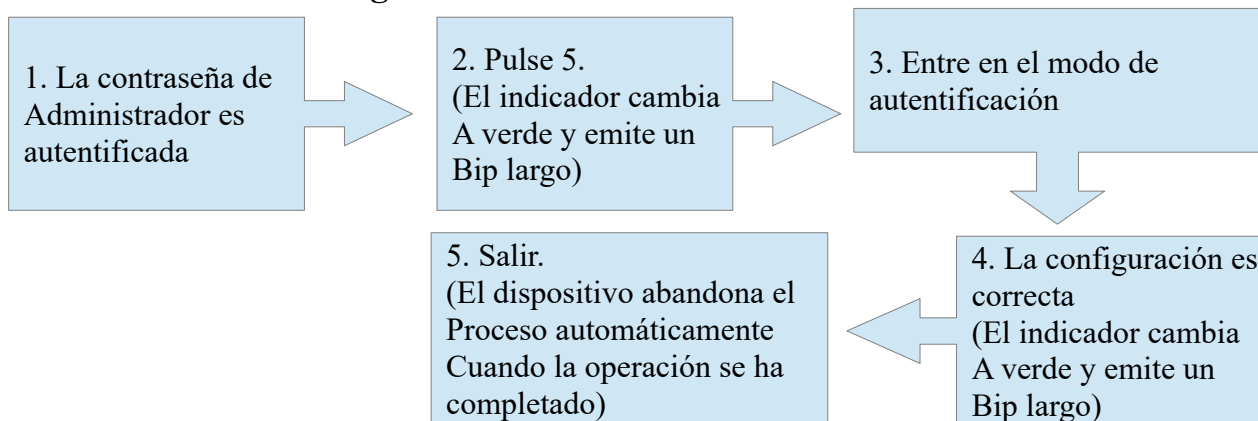 1. La contraseña de
Administrador es
autentificada
2. Pulse 5.
(El indicador cambia
A verde y emite un
Bip largo)
3. Entre en el modo de
autentificación
4. La configuración es
correcta
(El indicador cambia
A verde y emite un
Bip largo)
5. Salir.
(El dispositivo abandona el
Proceso automáticamente
Cuando la operación se ha
completado)